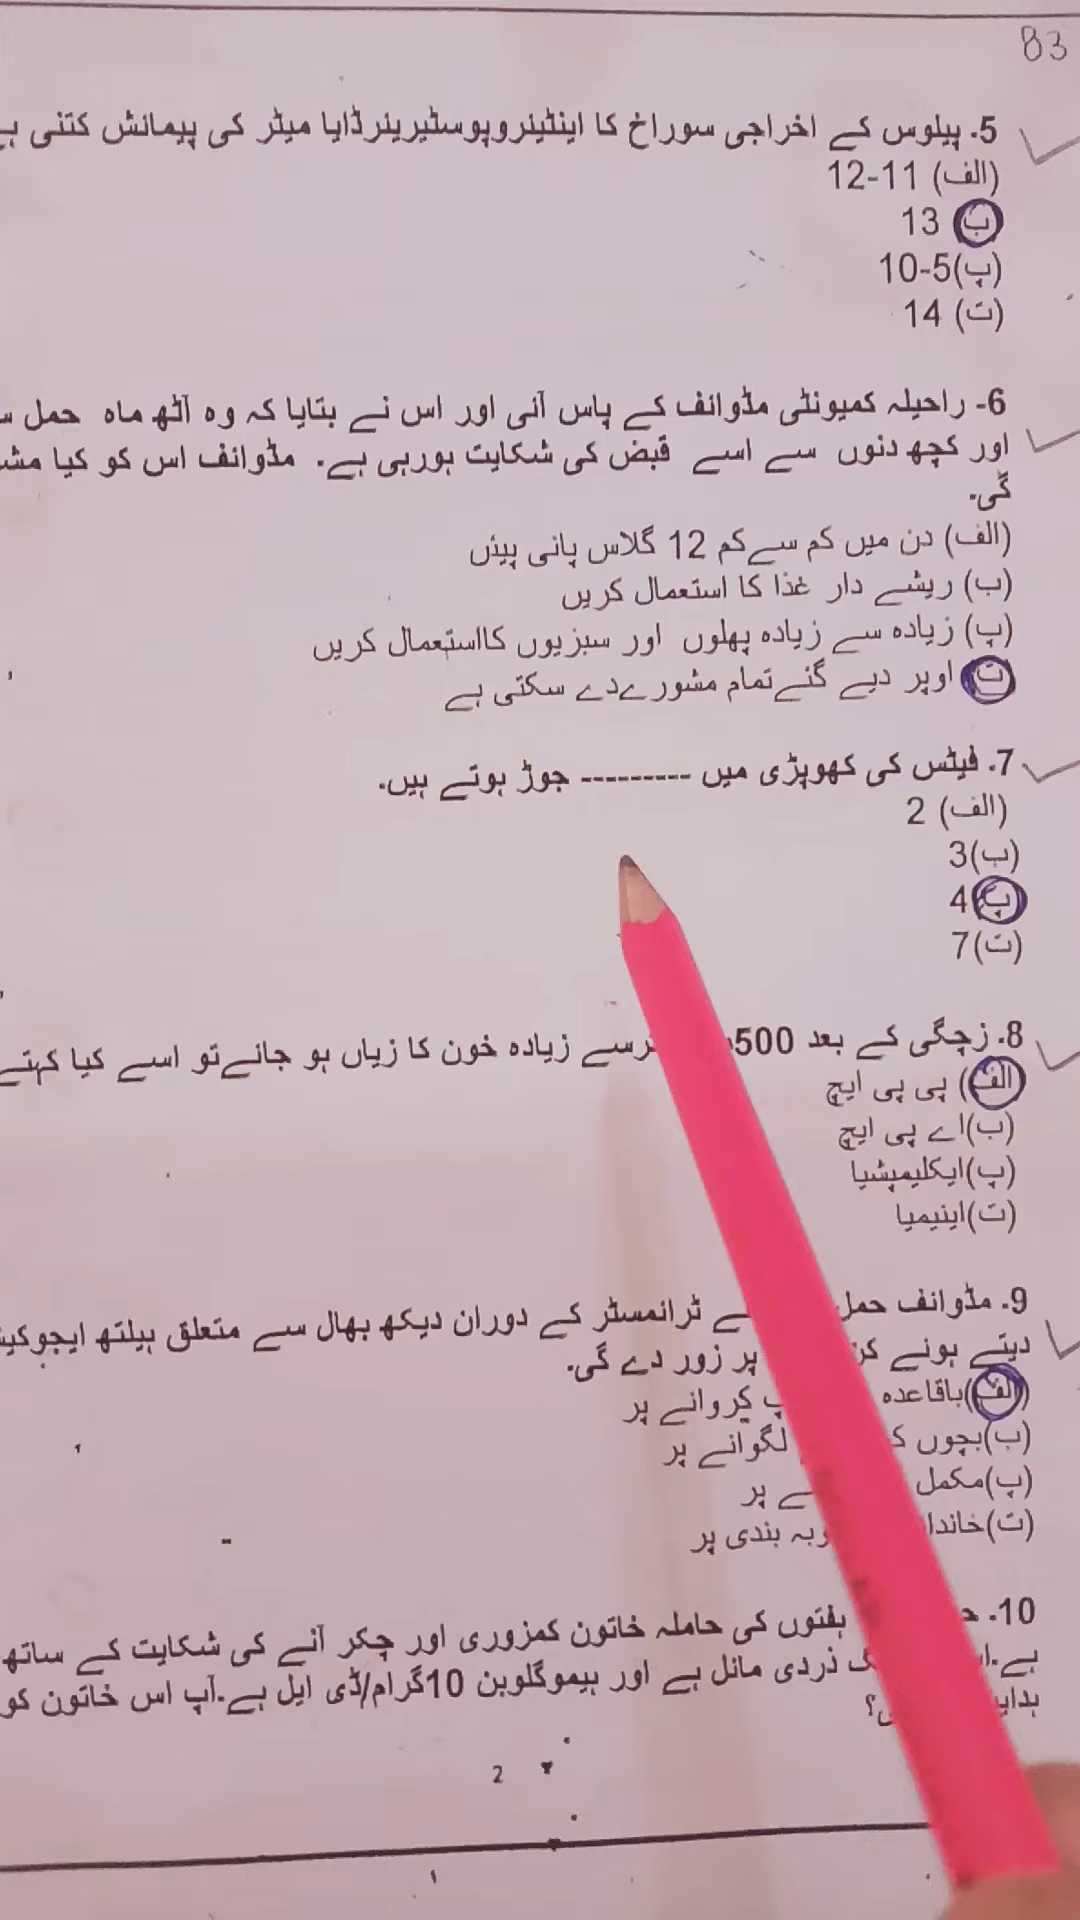 B3
5. پیلوس کے اخراجی سوراخ کا اینٹیئروپوسٹیریئرڈایا میٹر کی پیمائش کتنی ہے
(الف) 11-12
(ب) 13
(پ)5-10
(ت) 14
6- راحیلہ کمیونٹی مڈوائف کے پاس آئی اور اس نے بتایا کہ وہ آٹھ ماہ حمل
اور کچھ دنوں سے اسے قبض کی شکایت ہورہی ہے۔ مڈوائف اس کو کیا
گی۔
(الف) دن میں کم سےکم 12 گلاس پانی پیئں
(ب) ریشے دار غذا کا استعمال کریں
(پ) زیادہ سے زیادہ پھلوں اور سبزیوں کااستعمال کریں
(ت) اوپر دیے گئےتمام مشورےدے سکتی ہے
7. فیٹس کی کھوپڑی میں --------- جوڑ ہوتے ہیں۔
(الف) 2
(ب)3
(پ)4
(ت)7
8. زچگی کے بعد 500 سے زیادہ خون کا زیاں ہو جائےتو اسے کیا کہتے
(الف) پی پی ایچ
(ب)اے پی ایچ
(پ)ایکلیمپشیا
(ت)اینیمیا
9. مڈوائف حمل ٹرائمسٹر کے دوران دیکھ بھال سے متعلق ہیلتھ
دیتے ہوئے پر زور دے گی۔
(الف)باقاعدہ کروانے پر
(ب)بچوں لگوانے پر
(پ)مکمل پر
(ت) بندی پر
10. ہفتوں کی حاملہ خاتون کمزوری اور چکر آنے کی شکایت کے ساتھ
ہے۔ ذردی مائل ہے اور ہیموگلوبن 10گرام/ڈی ایل ہے۔آپ اس خاتون کو
2